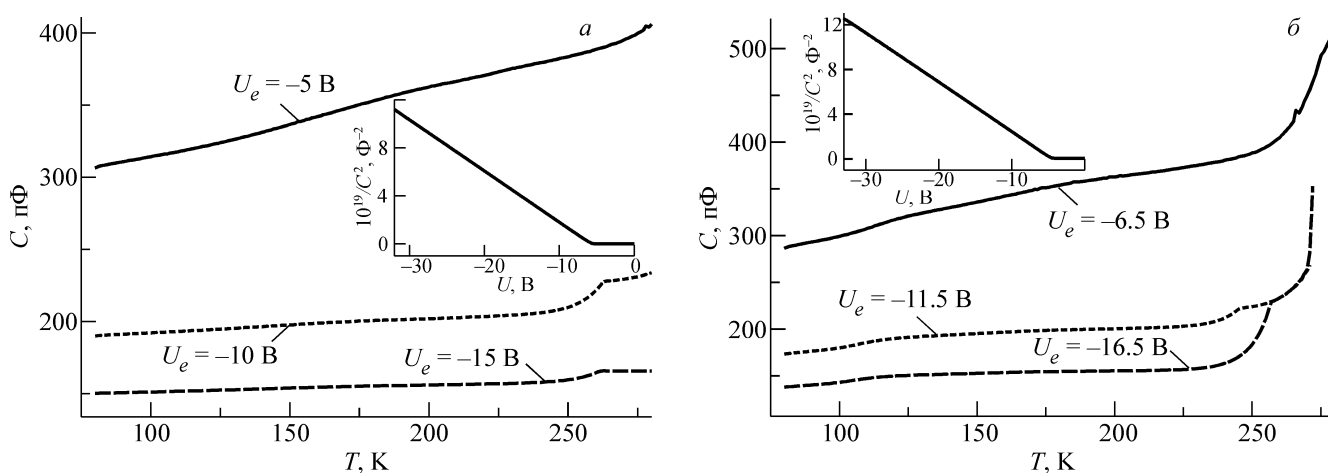 а
400
300
200
C, пФ
U_e = –5 В
U_e = –10 В
U_e = –15 В
10^19/C^2, Ф^–2
8
4
0
–30 –20 –10 0
U, В
100 150 200 250
T, K
б
500
400
300
200
100
C, пФ
U_e = –6.5 В
U_e = –11.5 В
U_e = –16.5 В
10^19/C^2, Ф^–2
12
8
4
0
–30 –20 –10
U, В
100 150 200 250
T, K